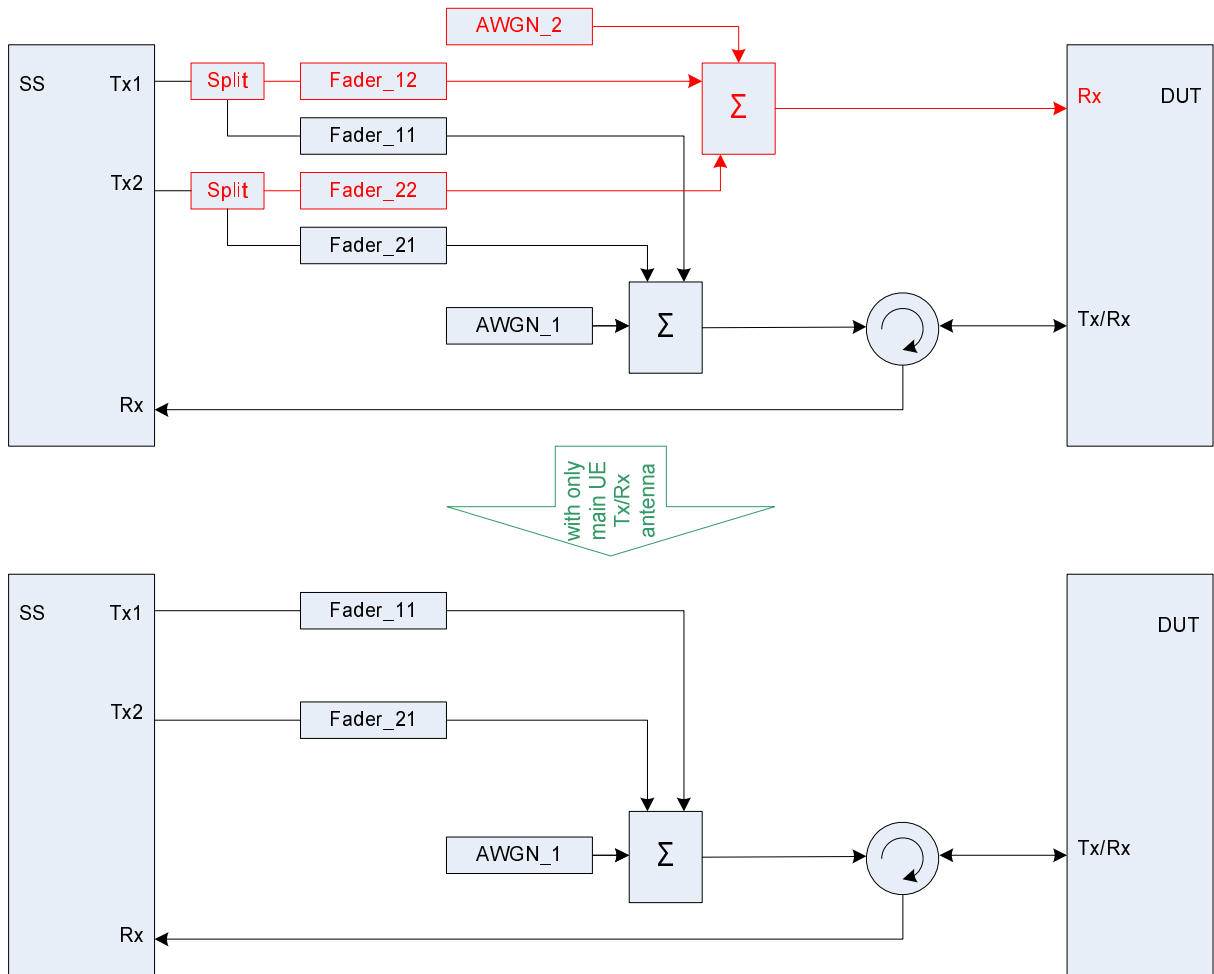 AWGN_2
SS
Tx1
Split
Fader_12
Σ
Rx
DUT
Fader_11
Tx2
Split
Fader_22
Fader_21
AWGN_1
Σ
Tx/Rx
Rx
with only
main UE
Tx/Rx
antenna
SS
Tx1
Fader_11
DUT
Tx2
Fader_21
AWGN_1
Σ
Tx/Rx
Rx